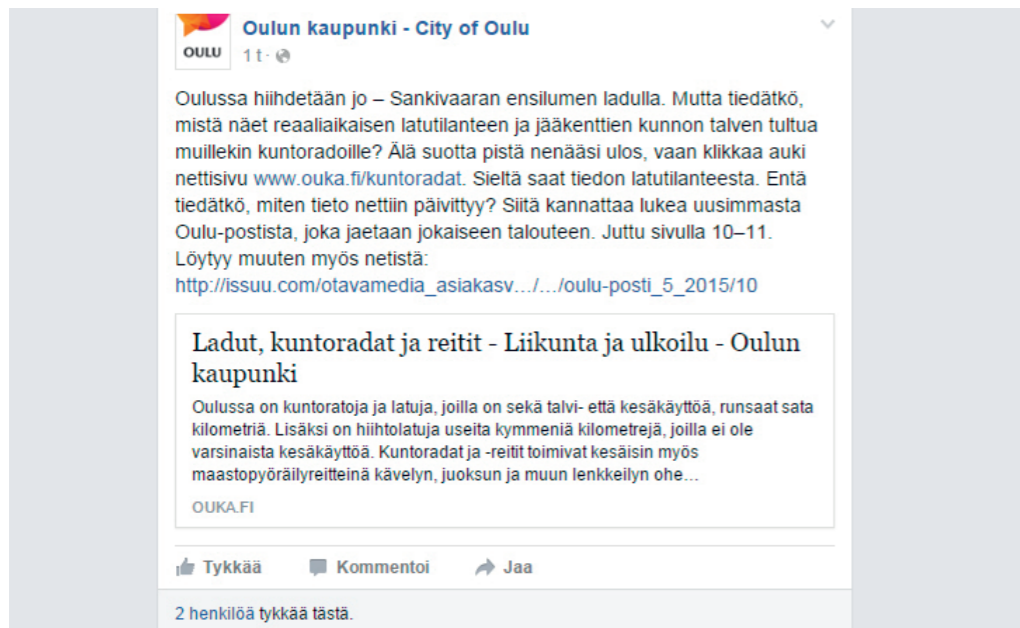 OULU
Oulun kaupunki - City of Oulu
1 t ·
Oulussa hiihdetään jo – Sankivaaran ensilumen ladulla. Mutta tiedätkö,
mistä näet reaaliaikaisen latutilanteen ja jääkenttien kunnon talven tultua
muillekin kuntoradoille? Älä suotta pistä nenääsi ulos, vaan klikkaa auki
nettisivu www.ouka.fi/kuntoradat. Sieltä saat tiedon latutilanteesta. Entä
tiedätkö, miten tieto nettiin päivittyy? Siitä kannattaa lukea uusimmasta
Oulu-postista, joka jaetaan jokaiseen talouteen. Juttu sivulla 10–11.
Löytyy muuten myös netistä:
http://issuu.com/otavamedia_asiakasv…/…/oulu-posti_5_2015/10
Ladut, kuntoradat ja reitit - Liikunta ja ulkoilu - Oulun
kaupunki
Oulussa on kuntoratoja ja latuja, joilla on sekä talvi- että kesäkäyttöä, runsaat sata
kilometriä. Lisäksi on hiihtolatuja useita kymmeniä kilometrejä, joilla ei ole
varsinaista kesäkäyttöä. Kuntoradat ja -reitit toimivat kesäisin myös
maastopyöräilyreitteinä kävelyn, juoksun ja muun lenkkeilyn ohe…
OUKA.FI
Tykkää Kommentoi Jaa
2 henkilöä tykkää tästä.